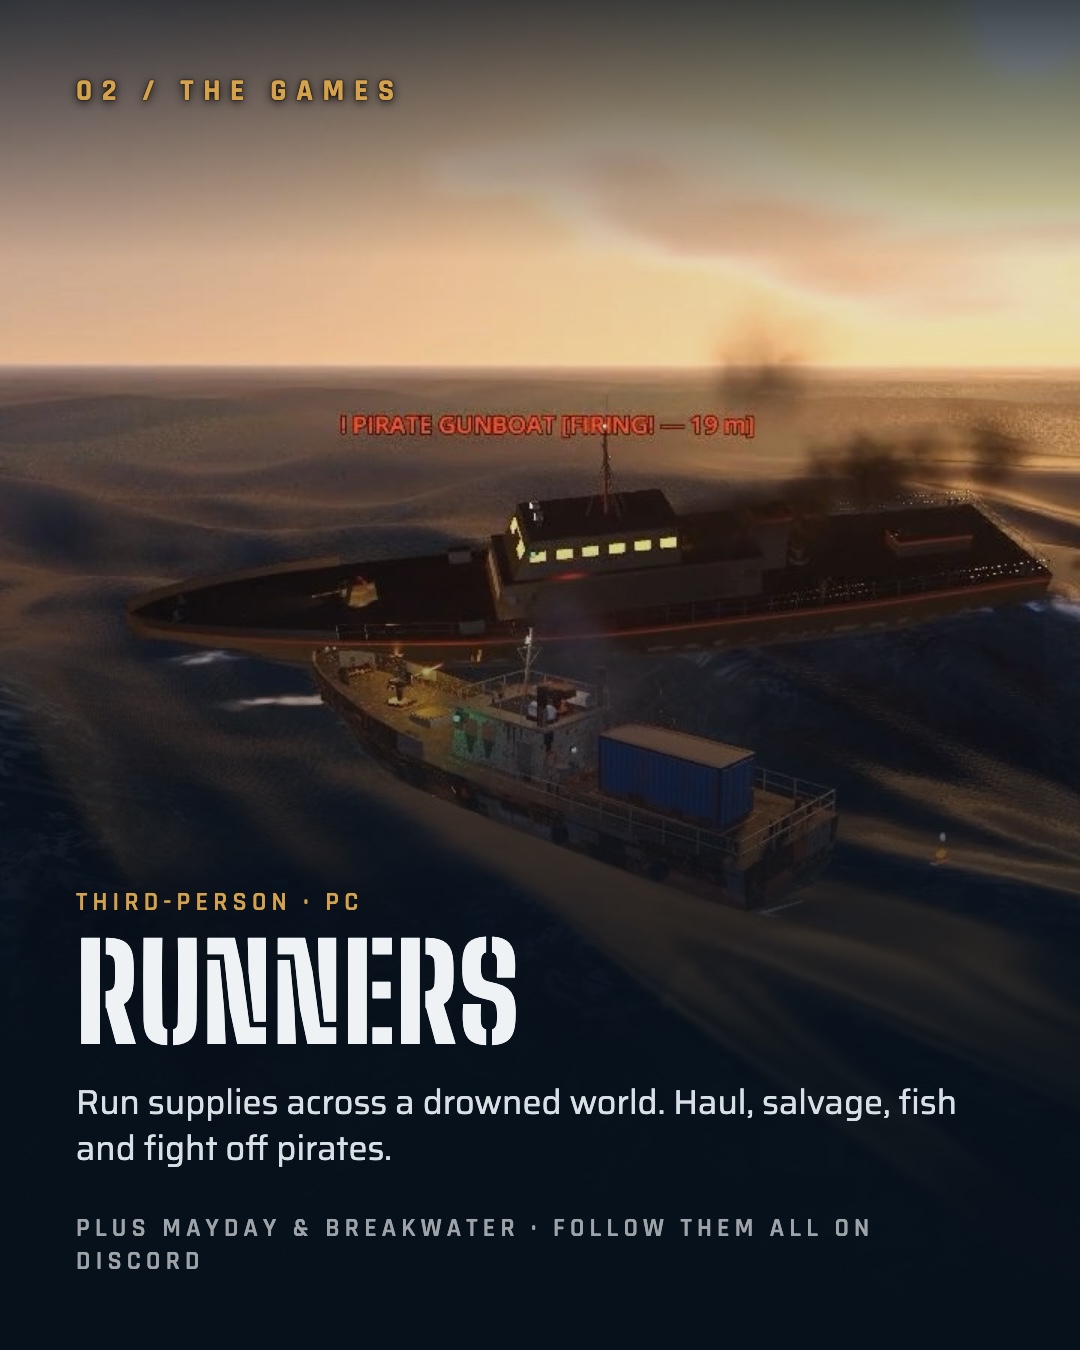 02 / THE GAMES
! PIRATE GUNBOAT [FIRING! — 19 m]
THIRD-PERSON · PC
RUNNERS
Run supplies across a drowned world. Haul, salvage, fish
and fight off pirates.
PLUS MAYDAY & BREAKWATER · FOLLOW THEM ALL ON
DISCORD